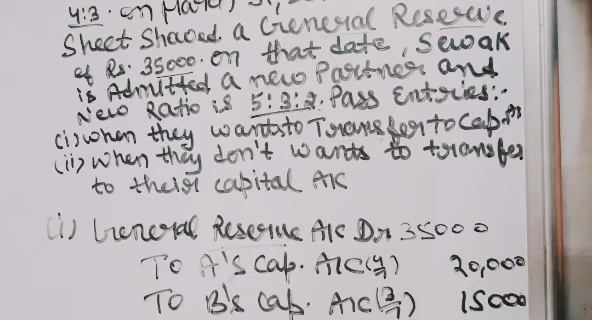 4:3. on March 31,
Sheet Showed a General Reserve
of Rs. 35000. on that date, Sewak
is Admitted a new Partner and
New Ratio is 5:3:2. Pass Entries:-
(i) when they wants to Transfer to Cap.
(ii) when they don't wants to transfer
to their capital A/C
(i) General Reserve A/C Dr 35000
To A's Cap. A/C (4/7) 20,000
To B's Cap. A/C (3/7) 15000